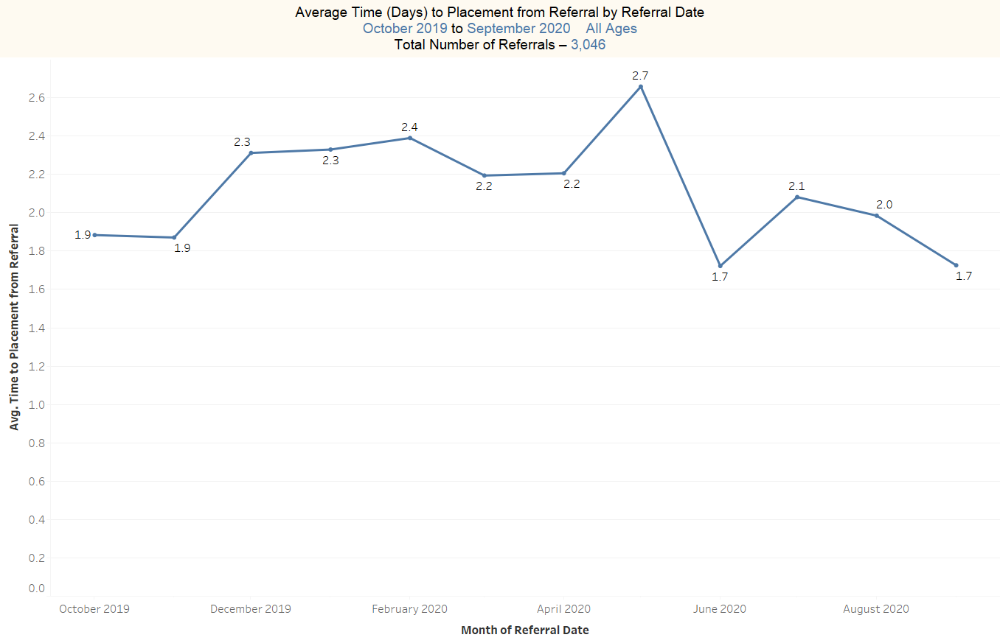 Average Time (Days) to Placement from Referral by Referral Date
October 2019 to September 2020 All Ages
Total Number of Referrals – 3,046
Avg. Time to Placement from Referral
2.6
2.4
2.2
2.0
1.8
1.6
1.4
1.2
1.0
0.8
0.6
0.4
0.2
0.0
1.9
1.9
2.3
2.3
2.4
2.2
2.2
2.7
1.7
2.1
2.0
1.7
October 2019
December 2019
February 2020
April 2020
June 2020
August 2020
Month of Referral Date